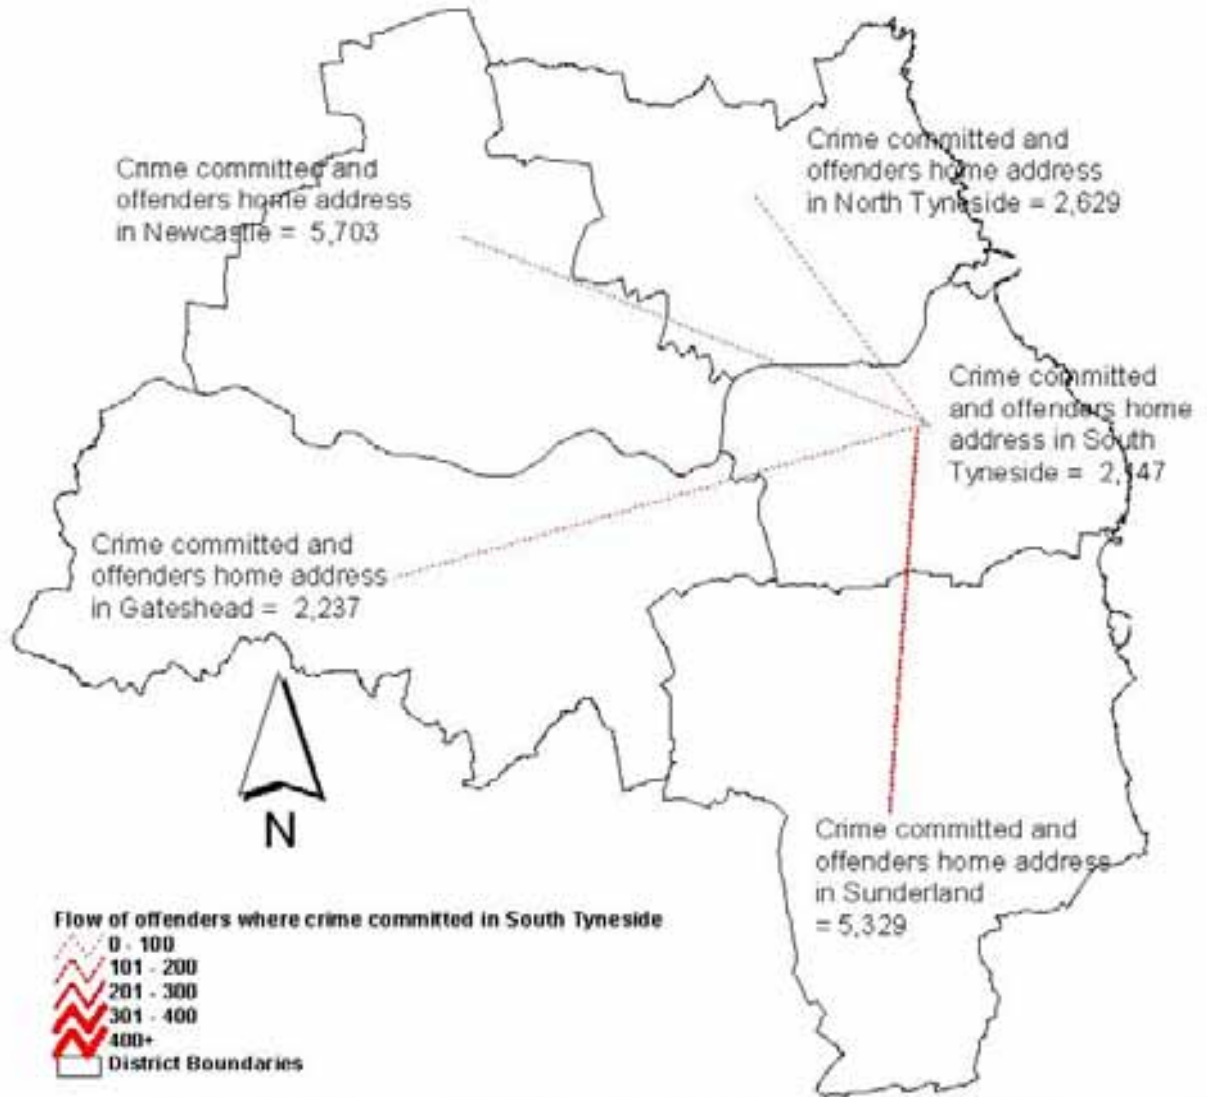 Crime committed and
offenders home address
in North Tyneside = 2,629
Crime committed and
offenders home address
in Newcastle = 5,703
Crime committed
and offenders home
address in South
Tyneside = 2,147
Crime committed and
offenders home address
in Gateshead = 2,237
N
Crime committed and
offenders home address
in Sunderland
= 5,329
Flow of offenders where crime committed in South Tyneside
0 - 100
101 - 200
201 - 300
301 - 400
400+
District Boundaries